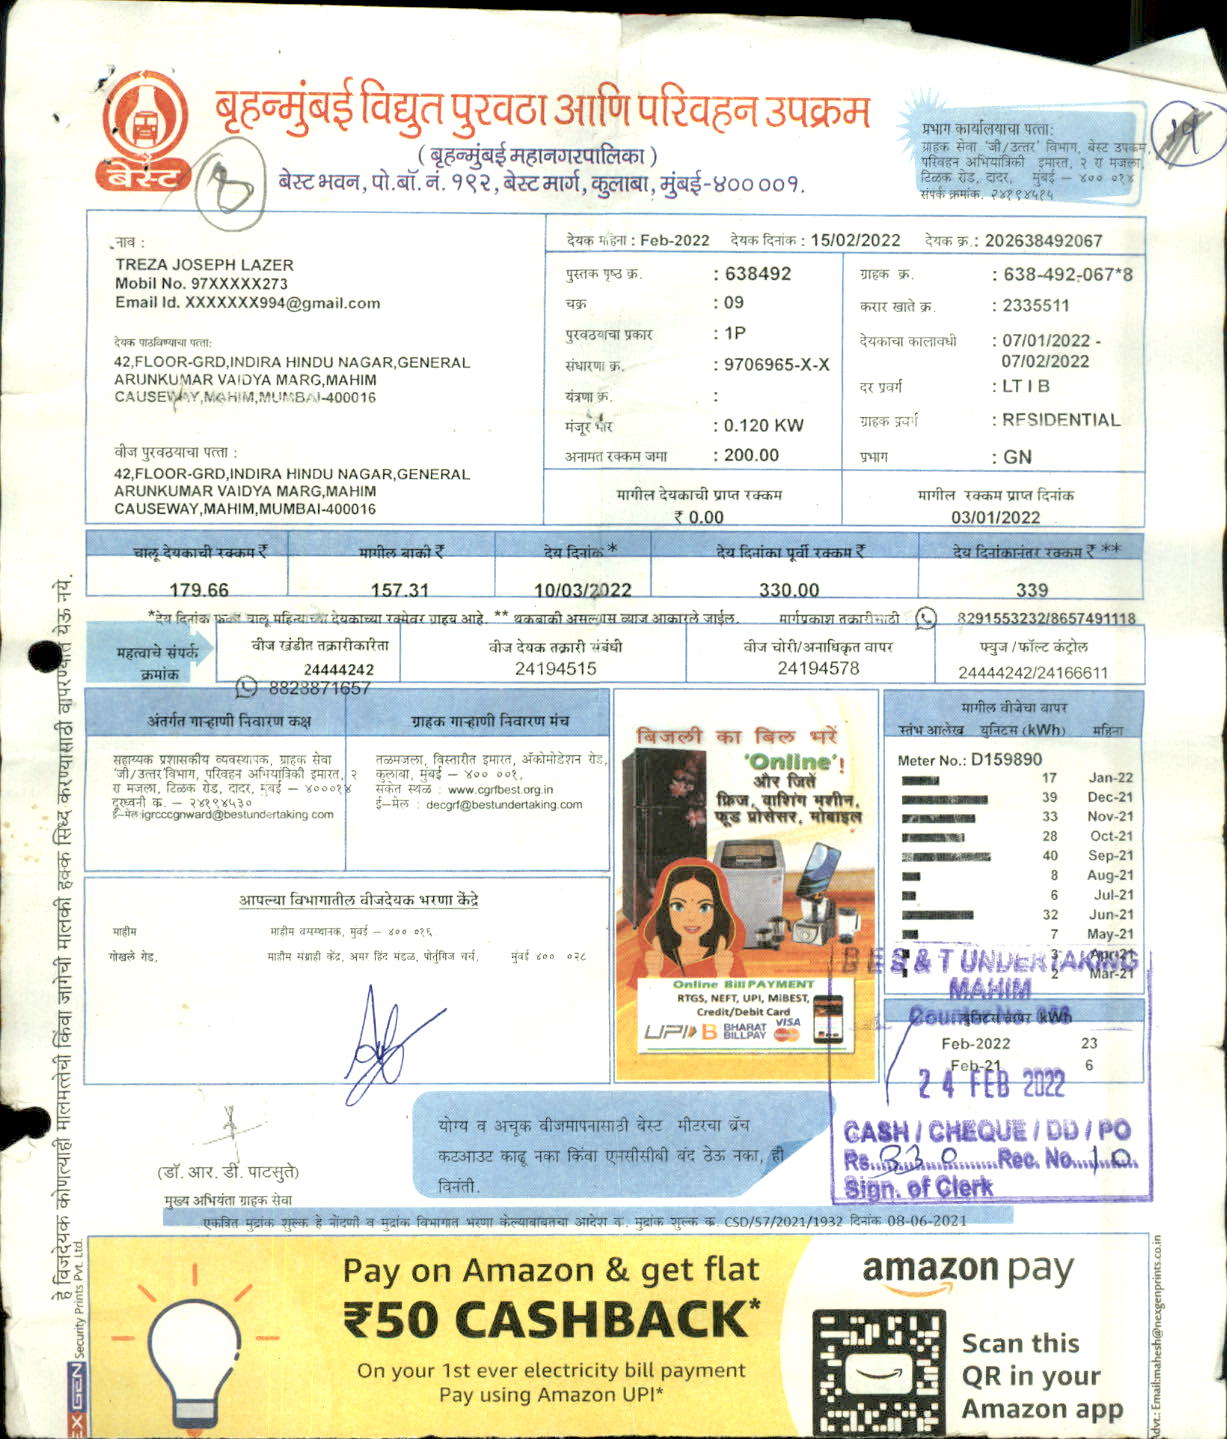 बृहन्मुंबई विद्युत पुरवठा आणि परिवहन उपक्रम
( बृहन्मुंबई महानगरपालिका )
बेस्ट भवन, पो.बॉ. नं. १९२, बेस्ट मार्ग, कुलाबा, मुंबई-४०० ००१.
बेस्ट
8
14
प्रभाग कार्यालयाचा पत्ता:
ग्राहक सेवा 'जी/उत्तर' विभाग, बेस्ट उपक्रम,
परिवहन अभियांत्रिकी इमारत, २ रा मजला,
टिळक रोड, दादर, मुंबई – ४०० ०१४
संपर्क क्रमांक. २४१९४५१५
नाव :
TREZA JOSEPH LAZER
Mobil No. 97XXXXX273
Email Id. XXXXXXX994@gmail.com
देयक पाठविण्याचा पत्ता:
42,FLOOR-GRD,INDIRA HINDU NAGAR,GENERAL
ARUNKUMAR VAIDYA MARG,MAHIM
CAUSEWAY,MAHIM,MUMBAI-400016
वीज पुरवठयाचा पत्ता :
42,FLOOR-GRD,INDIRA HINDU NAGAR,GENERAL
ARUNKUMAR VAIDYA MARG,MAHIM
CAUSEWAY,MAHIM,MUMBAI-400016
देयक महिना : Feb-2022 देयक दिनांक : 15/02/2022 देयक क्र.: 202638492067
पुस्तक पृष्ठ क्र. : 638492
चक्र : 09
पुरवठयाचा प्रकार : 1P
संधारणा क्र. : 9706965-X-X
यंत्रणा क्र. :
मंजूर भार : 0.120 KW
अनामत रक्कम जमा : 200.00
ग्राहक क्र. : 638-492-067*8
करार खाते क्र. : 2335511
देयकाचा कालावधी : 07/01/2022 -
07/02/2022
दर प्रवर्ग : LT I B
ग्राहक प्रवर्ग : RESIDENTIAL
प्रभाग : GN
मागील देयकाची प्राप्त रक्कम
₹ 0.00
मागील रक्कम प्राप्त दिनांक
03/01/2022
चालू देयकाची रक्कम ₹ मागील बाकी ₹ देय दिनांक * देय दिनांका पूर्वी रक्कम ₹ देय दिनांकानंतर रक्कम ₹ **
179.66 157.31 10/03/2022 330.00 339
*देय दिनांक फक्त चालू महिन्याच्या देयकाच्या रक्मेवर ग्राहय आहे. ** थकबाकी असल्यास व्याज आकारले जाईल. मार्गप्रकाश तक्रारीसाठी 8291553232/8657491118
महत्वाचे संपर्क
क्रमांक
वीज खंडीत तक्रारीकरिता
24444242
8828871657
वीज देयक तक्रारी संबंधी
24194515
वीज चोरी/अनाधिकृत वापर
24194578
फ्युज /फॉल्ट कंट्रोल
24444242/24166611
अंतर्गत गाऱ्हाणी निवारण कक्ष
सहाय्यक प्रशासकीय व्यवस्थापक, ग्राहक सेवा
'जी/उत्तर'विभाग, परिवहन अभियांत्रिकी इमारत, २
रा मजला, टिळक रोड, दादर, मुंबई – ४०००१४
दूरध्वनी क. – २४१९४५३०
ई–मेल:igrcccgnward@bestundertaking.com
ग्राहक गाऱ्हाणी निवारण मंच
तळमजला, विस्तारीत इमारत, ॲकोमोडेशन रोड,
कुलाबा, मुंबई – ४०० ००१,
संकेत स्थळ : www.cgrfbest.org.in
ई–मेल : decgrf@bestundertaking.com
आपल्या विभागातील वीजदेयक भरणा केंद्रे
माहीम माहीम बसस्थानक, मुंबई – ४०० ०१६
गोखले रोड, माहीम संग्राही केंद्र, अमर हिंद मंडळ, पोर्तुगिज चर्च, मुंबई ४०० ०२८
बिजली का बिल भरें
'Online'!
और जितें
फ्रिज, वाशिंग मशीन,
फूड प्रोसेसर, मोबाइल
Online Bill PAYMENT
RTGS, NEFT, UPI, MiBEST,
Credit/Debit Card
UPI B BHARAT BILLPAY VISA
मागील वीजेचा वापर
स्तंभ आलेख युनिटस (kWh) महिना
Meter No.: D159890
17 Jan-22
39 Dec-21
33 Nov-21
28 Oct-21
40 Sep-21
8 Aug-21
6 Jul-21
32 Jun-21
7 May-21
3 Apr-21
2 Mar-21
युनिटस वापर kWh
Feb-2022 23
Feb-21 6
B E S & T UNDERTAKING
MAHIM
24 FEB 2022
CASH / CHEQUE / DD / PO
Rs. 330 Rec. No. 10
Sign. of Clerk
(डॉ. आर. डी. पाटसुते)
मुख्य अभियंता ग्राहक सेवा
योग्य व अचूक वीजमापनासाठी बेस्ट मीटरचा ब्रॅच
कटआउट काढू नका किंवा एमसीसीबी बंद ठेऊ नका, ही
विनंती.
एकत्रित मुद्रांक शुल्क हे नोंदणी व मुद्रांक विभागात भरणा केल्याबाबतचा आदेश क. मुद्रांक शुल्क क. CSD/57/2021/1932 दिनांक 08-06-2021
हे विजदेयक कोणत्याही मालमत्तेची किंवा जागेची मालकी हक्क सिध्द करण्यासाठी वापरण्यात येऊ नये.
Security Prints Pvt. Ltd.
Pay on Amazon & get flat
₹50 CASHBACK*
On your 1st ever electricity bill payment
Pay using Amazon UPI*
amazon pay
Scan this
QR in your
Amazon app
Advt.: Email:mahesh@nexgenprints.co.in